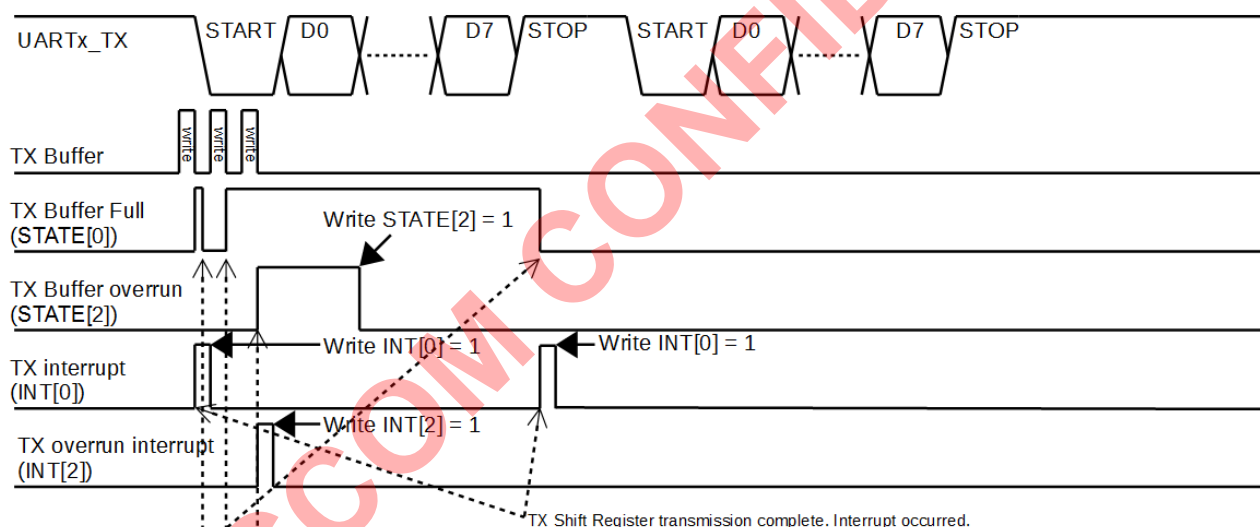 UARTx_TX
START D0 D7 STOP START D0 D7 STOP
TX Buffer
write write write
TX Buffer Full
(STATE[0])
Write STATE[2] = 1
TX Buffer overrun
(STATE[2])
Write INT[0] = 1
Write INT[0] = 1
TX interrupt
(INT[0])
Write INT[2] = 1
TX overrun interrupt
(INT[2])
TX Shift Register transmission complete. Interrupt occurred.
COM